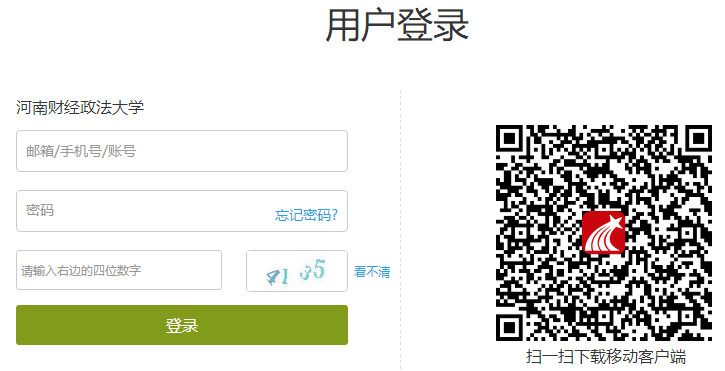 用户登录
河南财经政法大学
邮箱/手机号/账号
密码
忘记密码?
请输入右边的四位数字
4135
看不清
登录
扫一扫下载移动客户端